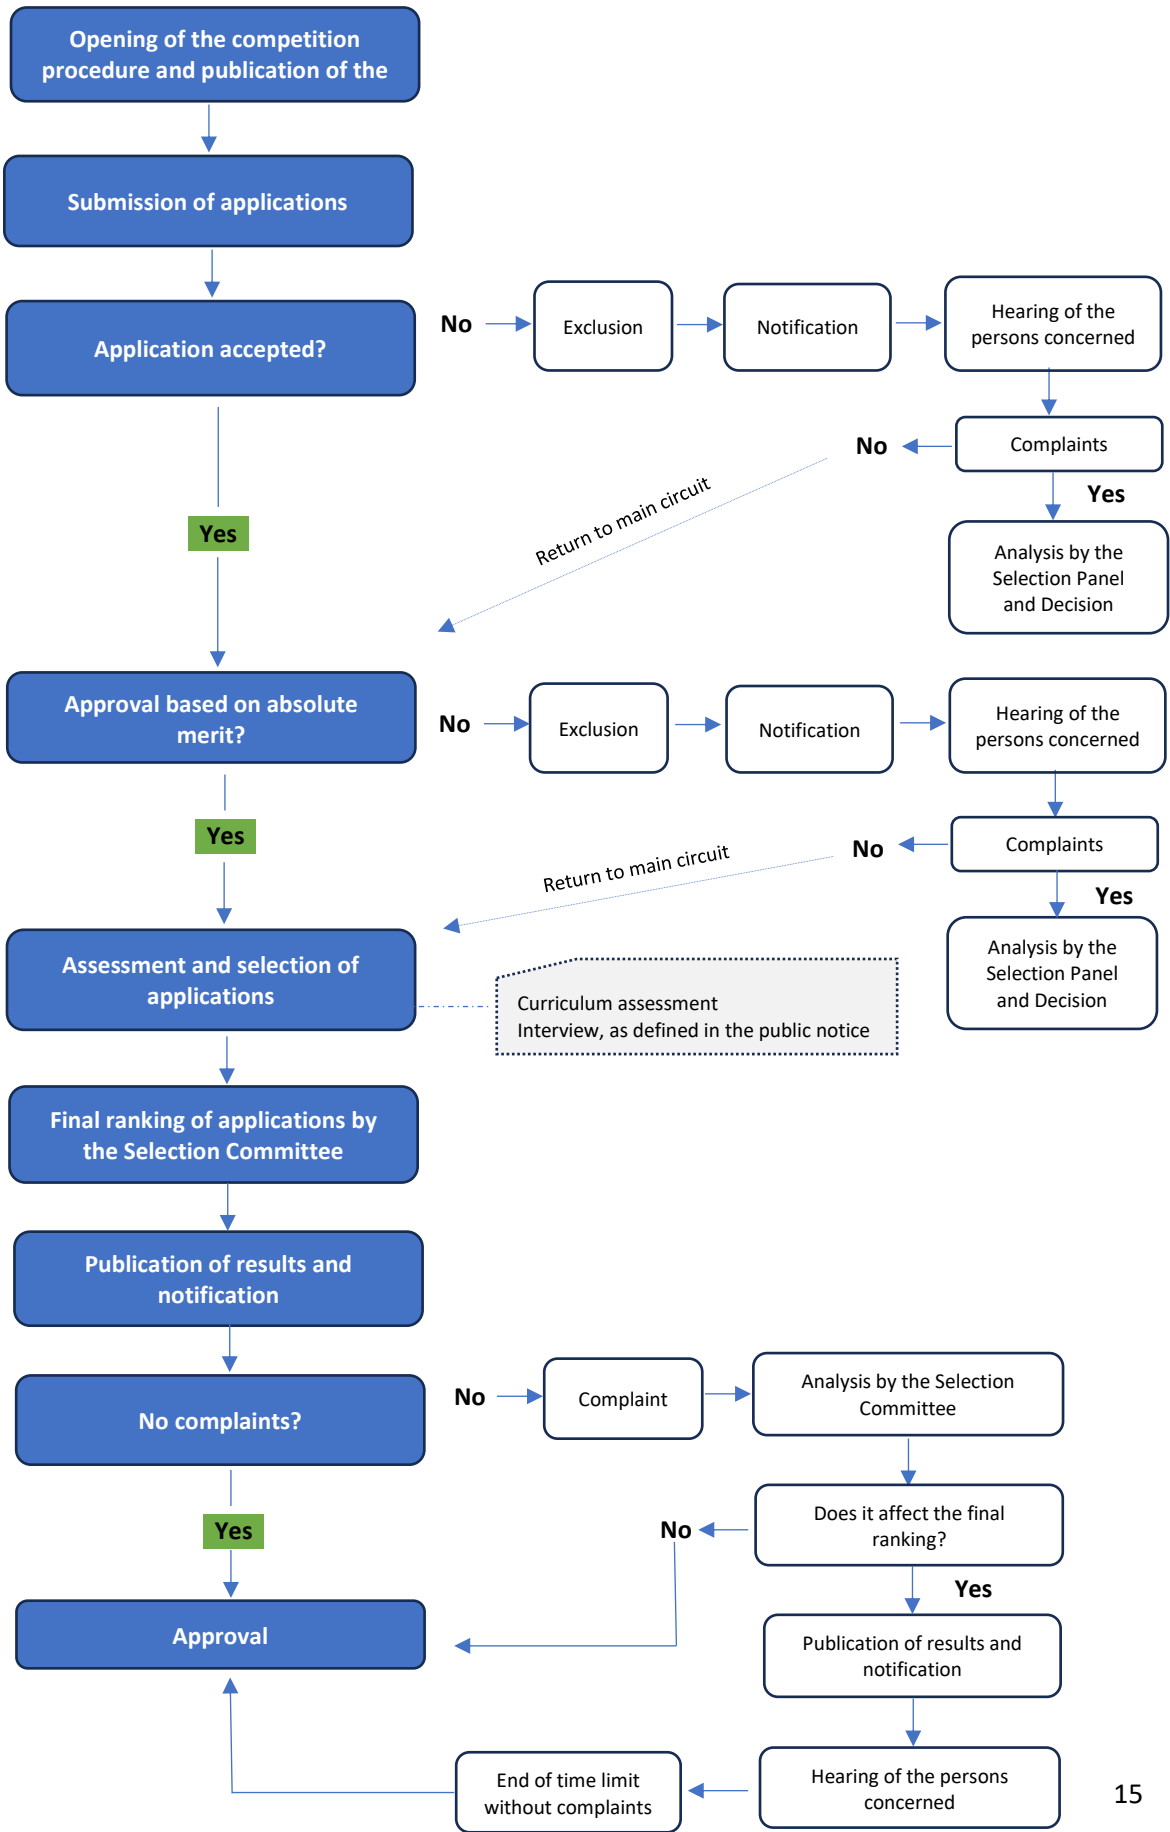 Opening of the competition
procedure and publication of the
Submission of applications
Application accepted?
No
Exclusion
Notification
Hearing of the
persons concerned
Complaints
No
Yes
Return to main circuit
Analysis by the
Selection Panel
and Decision
Yes
Approval based on absolute
merit?
No
Exclusion
Notification
Hearing of the
persons concerned
Complaints
No
Yes
Return to main circuit
Analysis by the
Selection Panel
and Decision
Yes
Assessment and selection of
applications
Curriculum assessment
Interview, as defined in the public notice
Final ranking of applications by
the Selection Committee
Publication of results and
notification
No complaints?
No
Complaint
Analysis by the Selection
Committee
Does it affect the final
ranking?
No
Yes
Yes
Approval
Publication of results and
notification
Hearing of the persons
concerned
End of time limit
without complaints
15